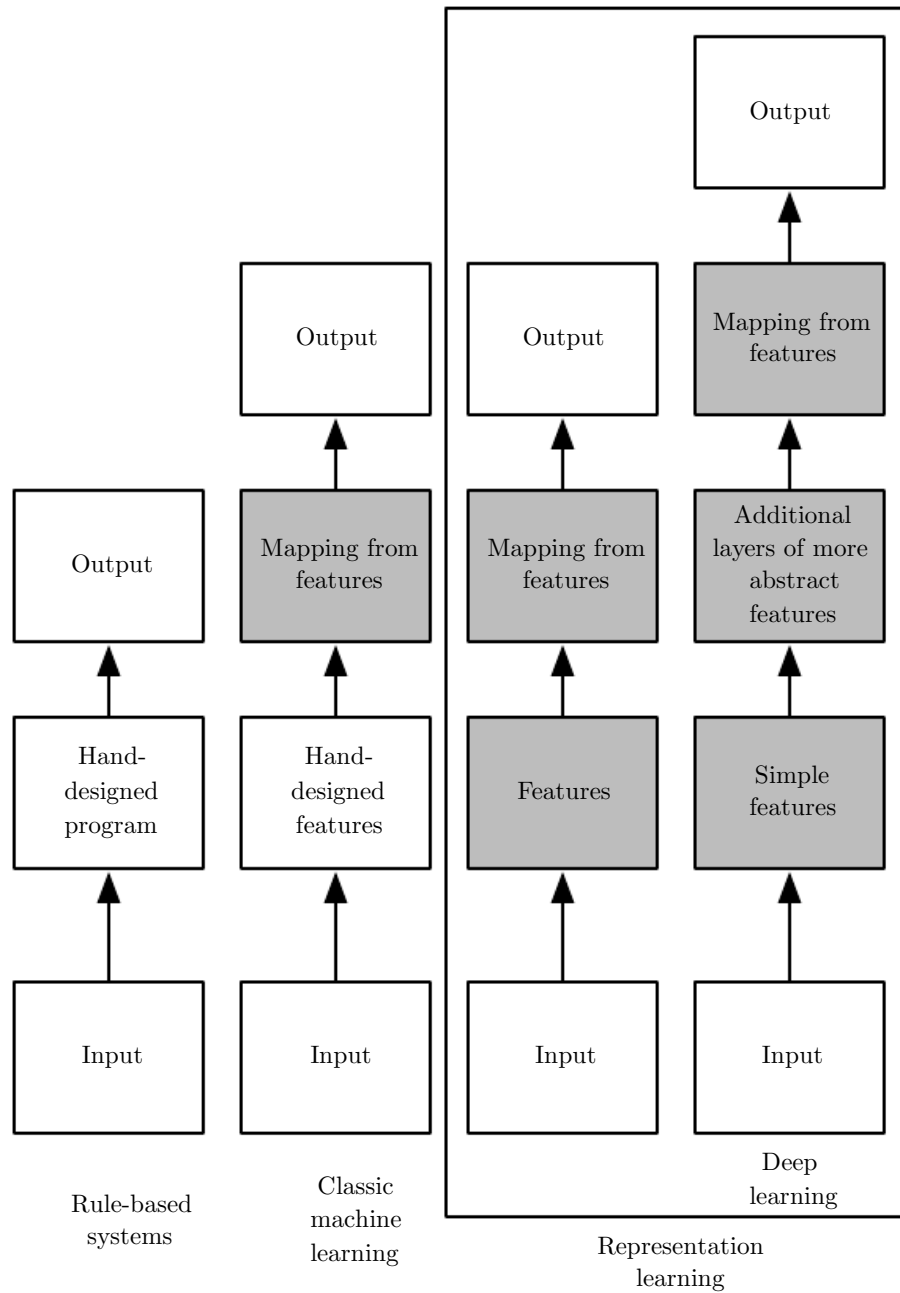 Output
Output
Output
Mapping from
features
Output
Mapping from
features
Mapping from
features
Additional
layers of more
abstract
features
Hand-
designed
program
Hand-
designed
features
Features
Simple
features
Input
Input
Input
Input
Rule-based
systems
Classic
machine
learning
Deep
learning
Representation
learning